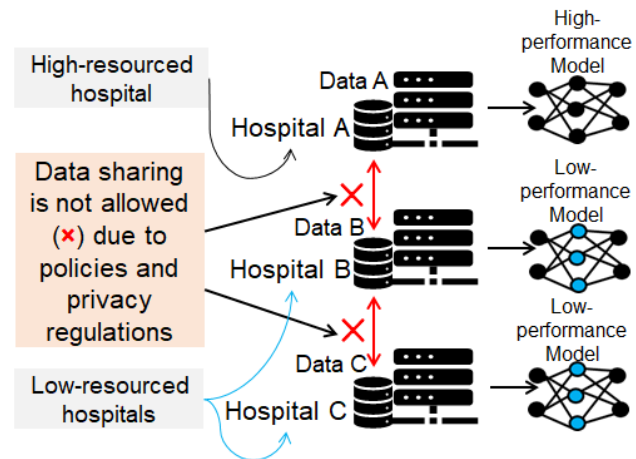 High-resourced
hospital
Data sharing
is not allowed
(×) due to
policies and
privacy
regulations
Low-resourced
hospitals
Data A
Hospital A
Data B
Hospital B
Data C
Hospital C
High-
performance
Model
Low-
performance
Model
Low-
performance
Model